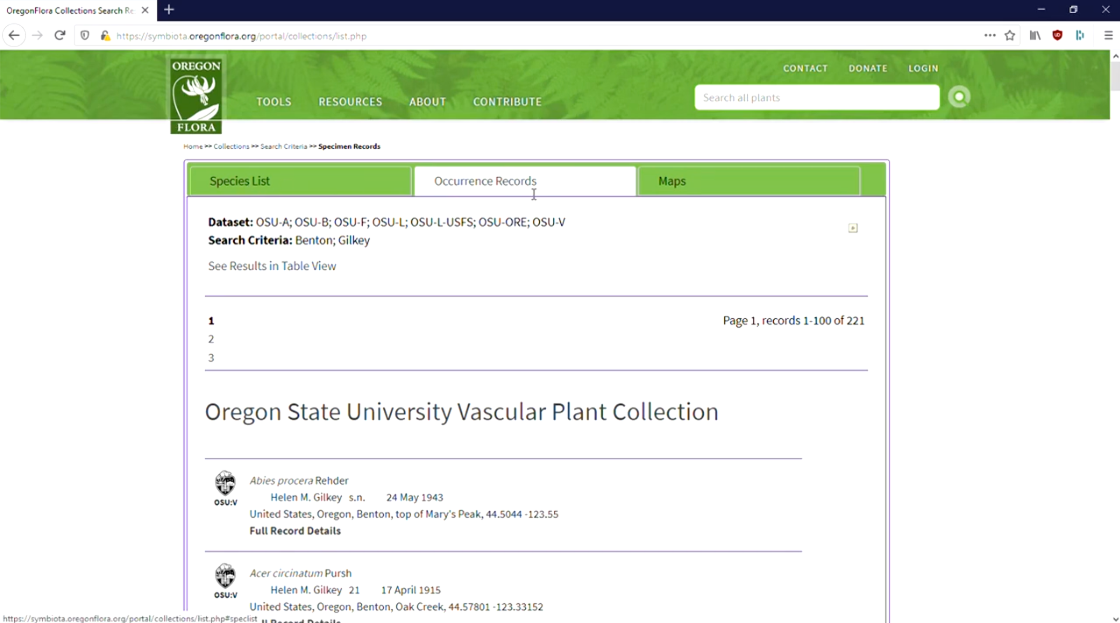 OregonFlora Collections Search Re
https://symbiota.oregonflora.org/portal/collections/list.php
OREGON
FLORA
CONTACT DONATE LOGIN
TOOLS RESOURCES ABOUT CONTRIBUTE
Search all plants
Home >> Collections >> Search Criteria >> Specimen Records
Species List Occurrence Records Maps
Dataset: OSU-A; OSU-B; OSU-F; OSU-L; OSU-L-USFS; OSU-ORE; OSU-V
Search Criteria: Benton; Gilkey
See Results in Table View
1
Page 1, records 1-100 of 221
2
3
Oregon State University Vascular Plant Collection
Abies procera Rehder
Helen M. Gilkey s.n. 24 May 1943
OSU:V
United States, Oregon, Benton, top of Mary's Peak, 44.5044 -123.55
Full Record Details
Acer circinatum Pursh
Helen M. Gilkey 21 17 April 1915
OSU:V
United States, Oregon, Benton, Oak Creek, 44.57801 -123.33152
Full Record Details
https://symbiota.oregonflora.org/portal/collections/list.php#speclist